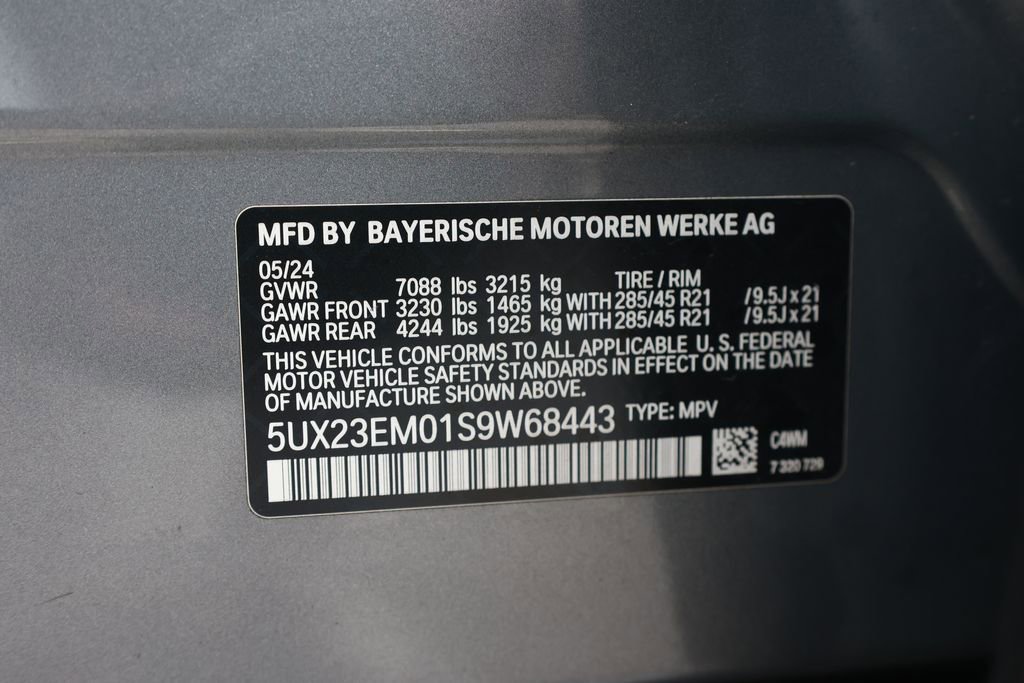 MFD BY BAYERISCHE MOTOREN WERKE AG
05/24
GVWR 7088 lbs 3215 kg TIRE / RIM
GAWR FRONT 3230 lbs 1465 kg WITH 285/45 R21 /9.5J x 21
GAWR REAR 4244 lbs 1925 kg WITH 285/45 R21 /9.5J x 21
THIS VEHICLE CONFORMS TO ALL APPLICABLE U. S. FEDERAL
MOTOR VEHICLE SAFETY STANDARDS IN EFFECT ON THE DATE
OF MANUFACTURE SHOWN ABOVE.
5UX23EM01S9W68443 TYPE: MPV
C4WM
7 330 729